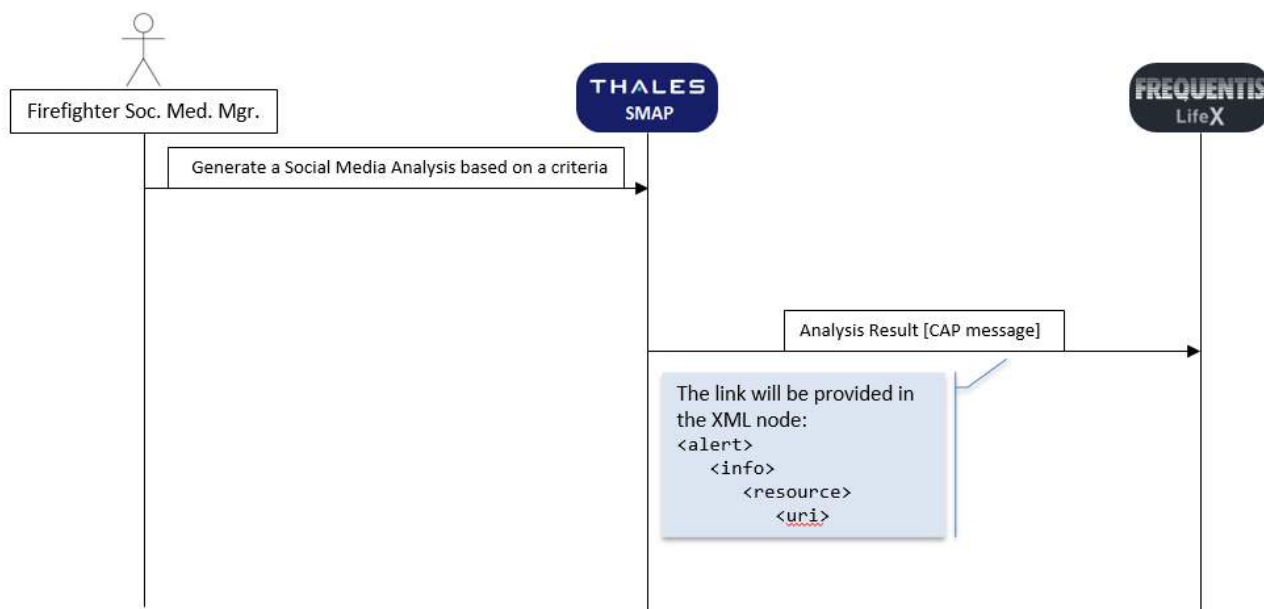 THALES
SMAP
FREQUENTIS
LifeX
Firefighter Soc. Med. Mgr.
Generate a Social Media Analysis based on a criteria
Analysis Result [CAP message]
The link will be provided in
the XML node:
<alert>
<info>
<resource>
<uri>